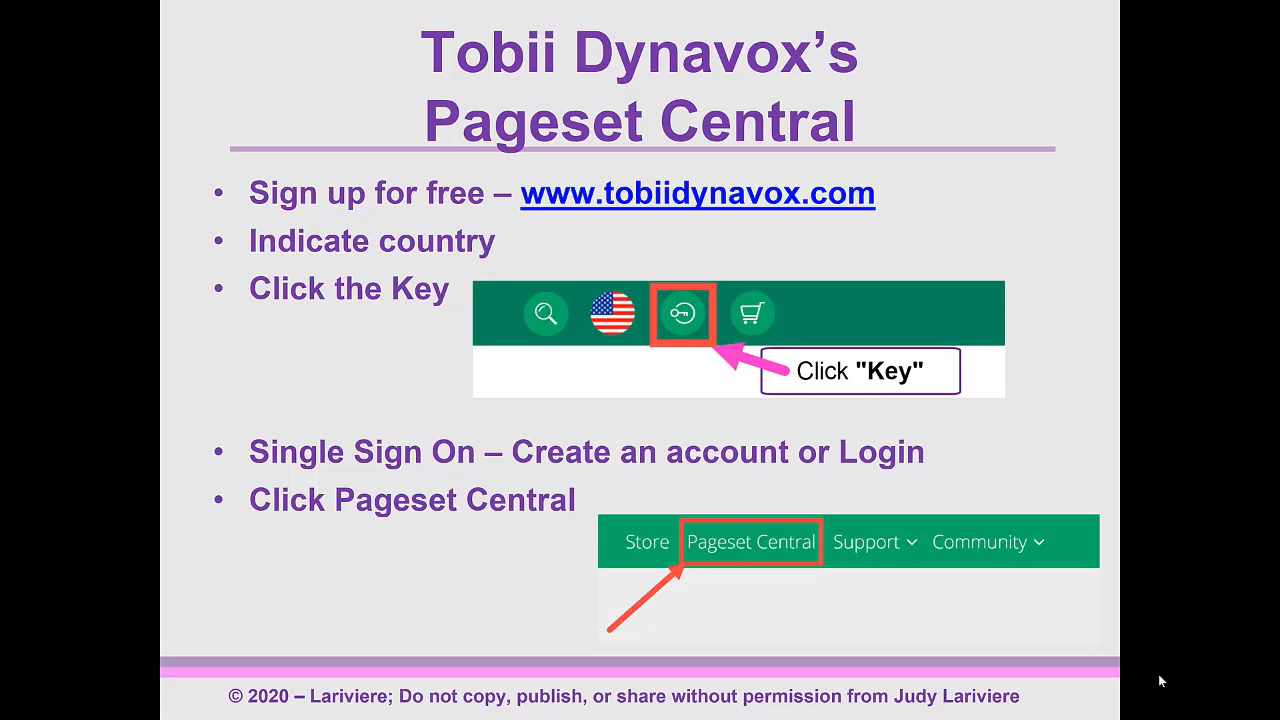 Tobii Dynavox’s
Pageset Central
• Sign up for free – www.tobiidynavox.com
• Indicate country
• Click the Key
Click "Key"
• Single Sign On – Create an account or Login
• Click Pageset Central
Store Pageset Central Support Community
© 2020 – Lariviere; Do not copy, publish, or share without permission from Judy Lariviere